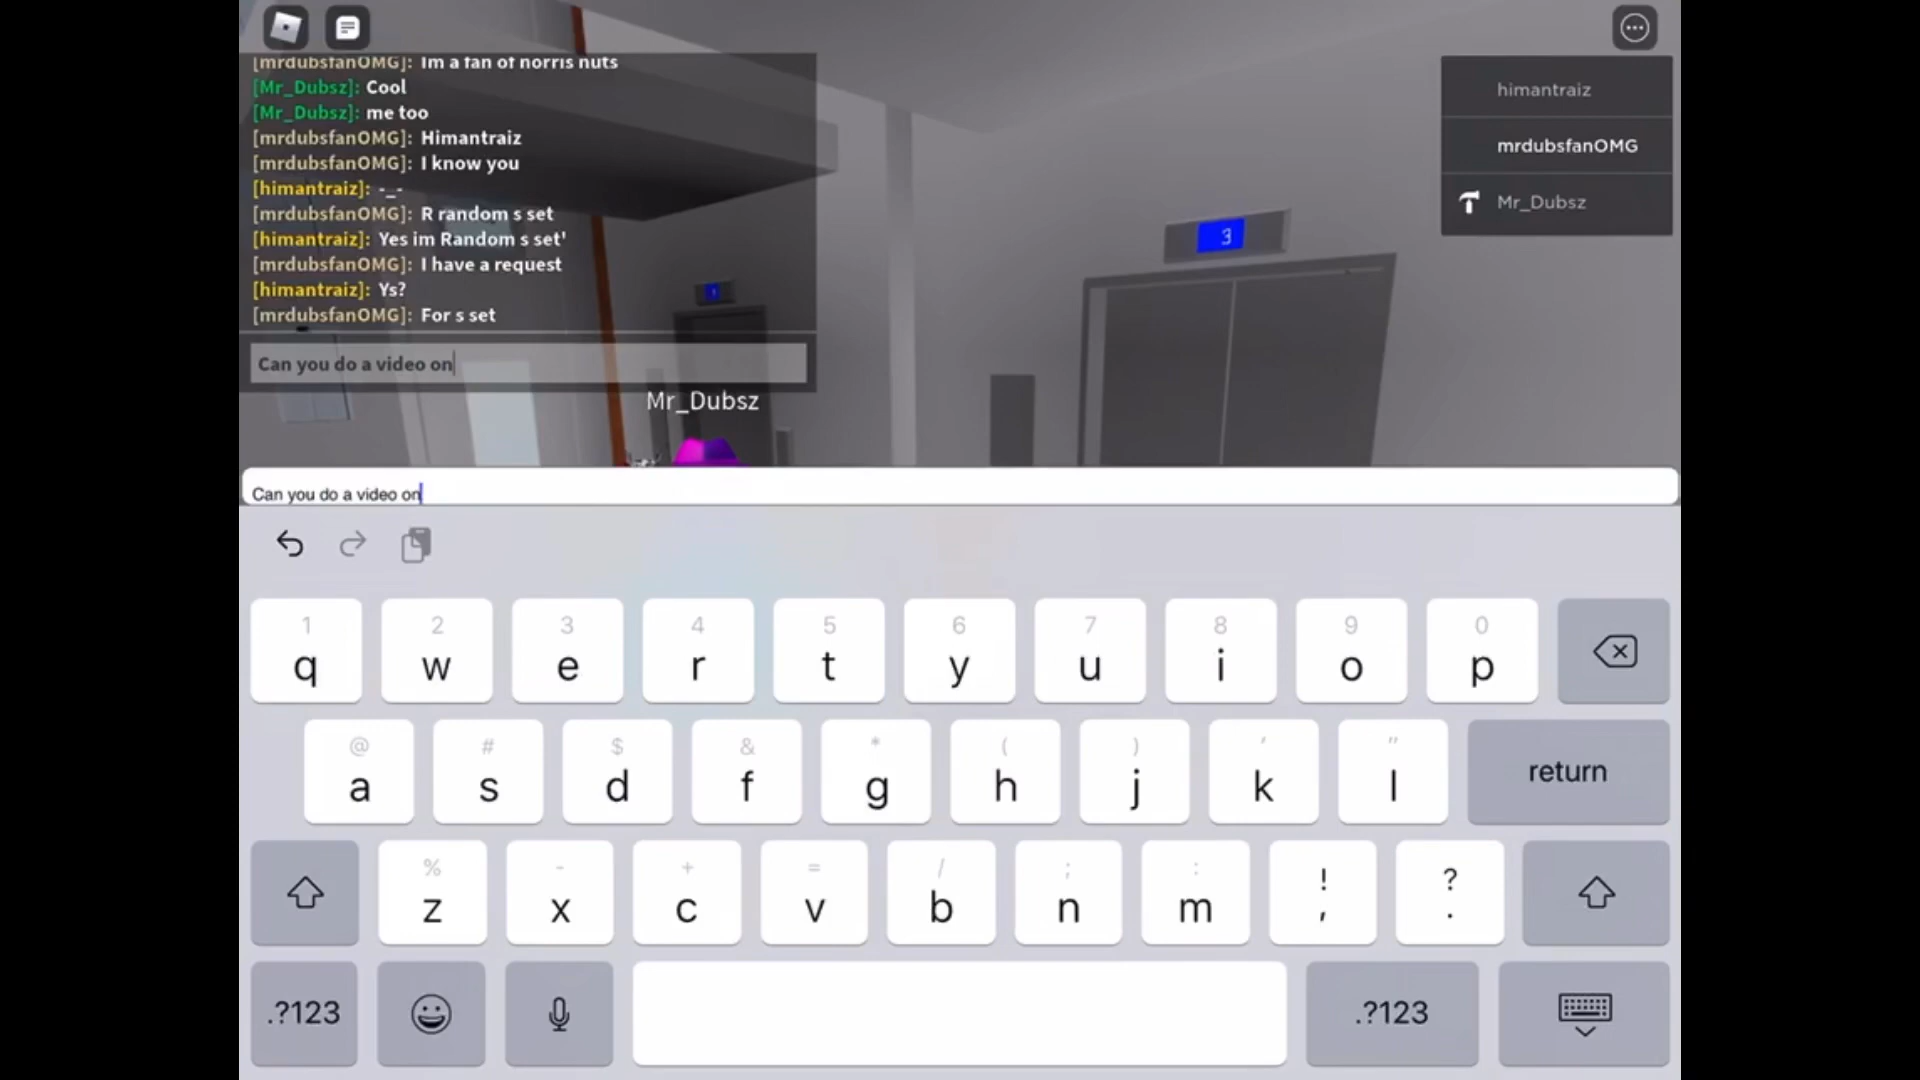 [mrdubsfanOMG]: Im a fan of norris nuts
[Mr_Dubsz]: Cool
[Mr_Dubsz]: me too
[mrdubsfanOMG]: Himantraiz
[mrdubsfanOMG]: I know you
[himantraiz]: -_-
[mrdubsfanOMG]: R random s set
[himantraiz]: Yes im Random s set'
[mrdubsfanOMG]: I have a request
[himantraiz]: Ys?
[mrdubsfanOMG]: For s set
Can you do a video on
himantraiz
mrdubsfanOMG
Mr_Dubsz
3
Mr_Dubsz
Can you do a video on
1 2 3 4 5 6 7 8 9 0
q w e r t y u i o p
@ # $ & * ( ) ' "
a s d f g h j k l return
% - + = / ; : ! ?
z x c v b n m , .
.?123 .?123